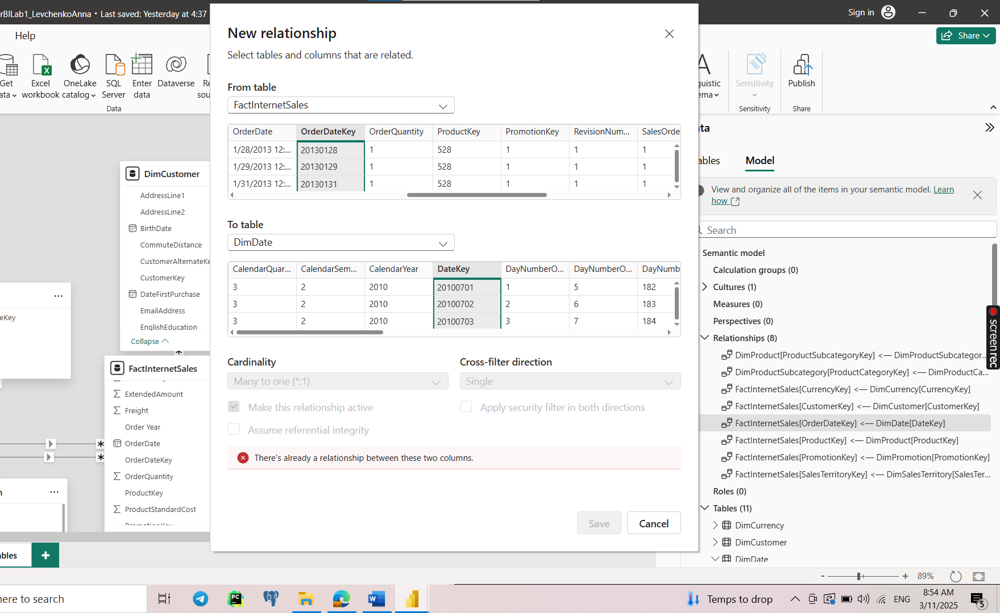 rBILab1_LevchenkoAnna • Last saved: Yesterday at 4:37
Sign in
Help
Share
Get
ata
Excel
workbook
OneLake
catalog
SQL
Server
Enter
data
Dataverse
Re
sou
Data
guistic
ema
Sensitivity
Sensitivity
Publish
Share
New relationship
Select tables and columns that are related.
From table
FactInternetSales
OrderDate OrderDateKey OrderQuantity ProductKey PromotionKey RevisionNum... SalesOrde
1/28/2013 12:... 20130128 1 528 1 1 1
1/29/2013 12:... 20130129 1 528 1 1 1
1/31/2013 12:... 20130131 1 528 1 1 1
To table
DimDate
CalendarQuar... CalendarSem... CalendarYear DateKey DayNumberO... DayNumberO... DayNumb
3 2 2010 20100701 1 5 182
3 2 2010 20100702 2 6 183
3 2 2010 20100703 3 7 184
Cardinality
Many to one (*:1)
Cross-filter direction
Single
Make this relationship active
Apply security filter in both directions
Assume referential integrity
There's already a relationship between these two columns.
Save
Cancel
eKey
DimCustomer
AddressLine1
AddressLine2
BirthDate
CommuteDistance
CustomerAlternateKe
CustomerKey
DateFirstPurchase
EmailAddress
EnglishEducation
Collapse
FactInternetSales
ExtendedAmount
Freight
Order Year
OrderDate
OrderDateKey
OrderQuantity
ProductKey
ProductStandardCost
PromotionKey
n
ables
ta
ables
Model
View and organize all of the items in your semantic model. Learn
how
Search
Semantic model
Calculation groups (0)
Cultures (1)
Measures (0)
Perspectives (0)
Relationships (8)
DimProduct[ProductSubcategoryKey] <— DimProductSubcategor...
DimProductSubcategory[ProductCategoryKey] <— DimProductCa...
FactInternetSales[CurrencyKey] <— DimCurrency[CurrencyKey]
FactInternetSales[CustomerKey] <— DimCustomer[CustomerKey]
FactInternetSales[OrderDateKey] <— DimDate[DateKey]
FactInternetSales[ProductKey] <— DimProduct[ProductKey]
FactInternetSales[PromotionKey] <— DimPromotion[PromotionKey]
FactInternetSales[SalesTerritoryKey] <— DimSalesTerritory[SalesTer...
Roles (0)
Tables (11)
DimCurrency
DimCustomer
DimDate
screenrec
- + 89%
here to search
PC
Temps to drop
ENG
8:54 AM
3/11/2025
5